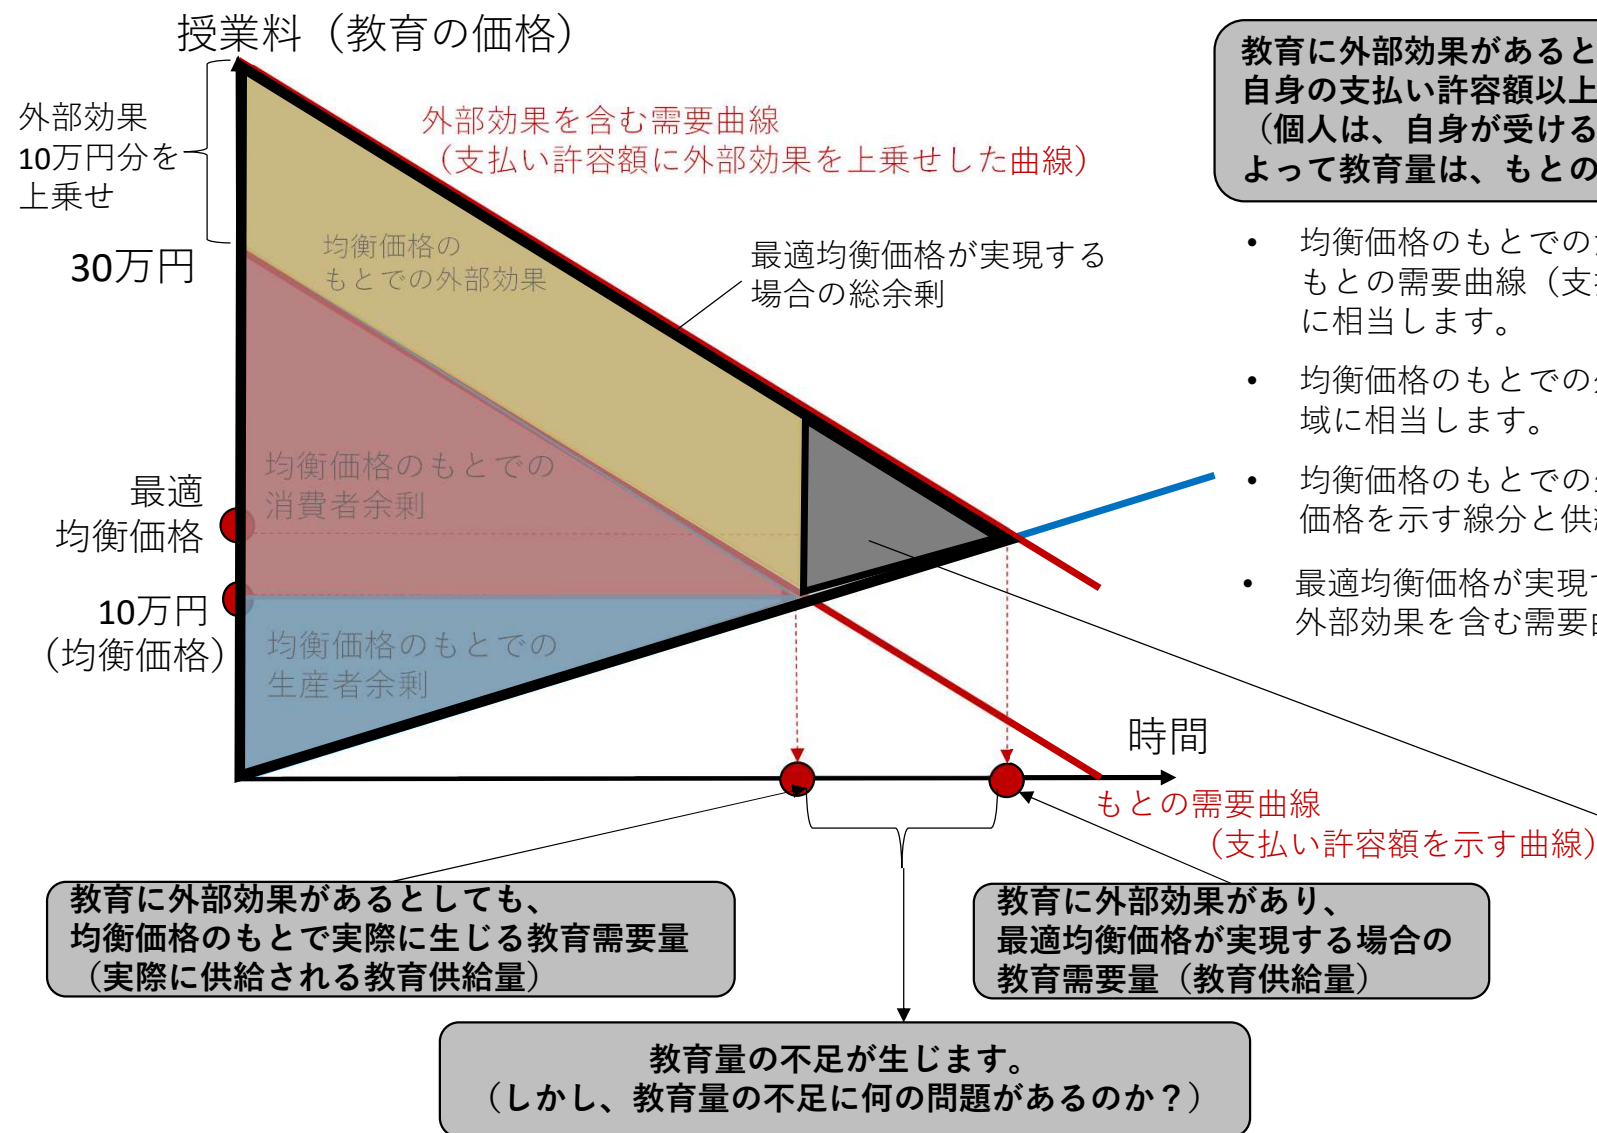 授業料（教育の価格）
外部効果
10万円分を
上乗せ
30万円
最適
均衡価格
10万円
（均衡価格）
外部効果を含む需要曲線
（支払い許容額に外部効果を上乗せした曲線）
均衡価格の
もとでの外部効果
最適均衡価格が実現する
場合の総余剰
均衡価格のもとでの
消費者余剰
均衡価格のもとでの
生産者余剰
時間
もとの需要曲線
（支払い許容額を示す曲線）
教育に外部効果があると
自身の支払い許容額以上
（個人は、自身が受ける
よって教育量は、もとの
• 均衡価格のもとでの
もとの需要曲線（支
に相当します。
• 均衡価格のもとでの
域に相当します。
• 均衡価格のもとでの
価格を示す線分と供
• 最適均衡価格が実現
外部効果を含む需要
教育に外部効果があるとしても、
均衡価格のもとで実際に生じる教育需要量
（実際に供給される教育供給量）
教育に外部効果があり、
最適均衡価格が実現する場合の
教育需要量（教育供給量）
教育量の不足が生じます。
（しかし、教育量の不足に何の問題があるのか？）